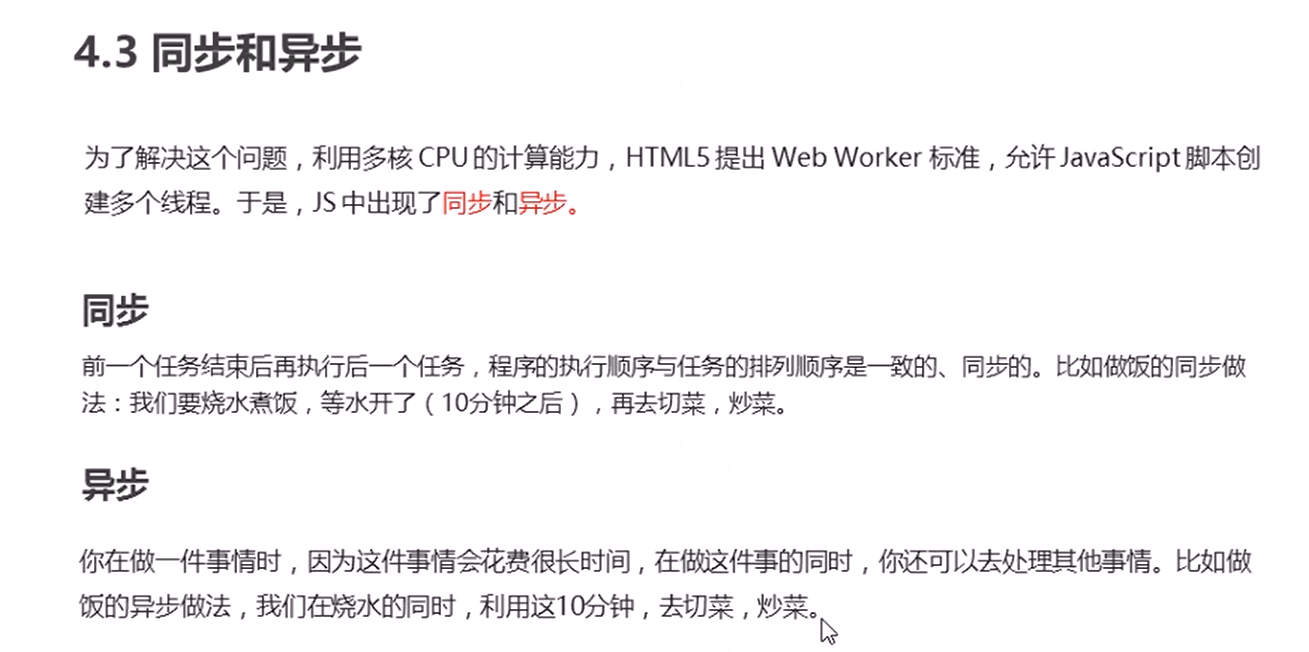 4.3 同步和异步
为了解决这个问题，利用多核 CPU 的计算能力，HTML5 提出 Web Worker 标准，允许 JavaScript 脚本创
建多个线程。于是，JS 中出现了同步和异步。
同步
前一个任务结束后再执行后一个任务，程序的执行顺序与任务的排列顺序是一致的、同步的。比如做饭的同步做
法：我们要烧水煮饭，等水开了（10分钟之后），再去切菜，炒菜。
异步
你在做一件事情时，因为这件事情会花费很长时间，在做这件事的同时，你还可以去处理其他事情。比如做
饭的异步做法，我们在烧水的同时，利用这10分钟，去切菜，炒菜。